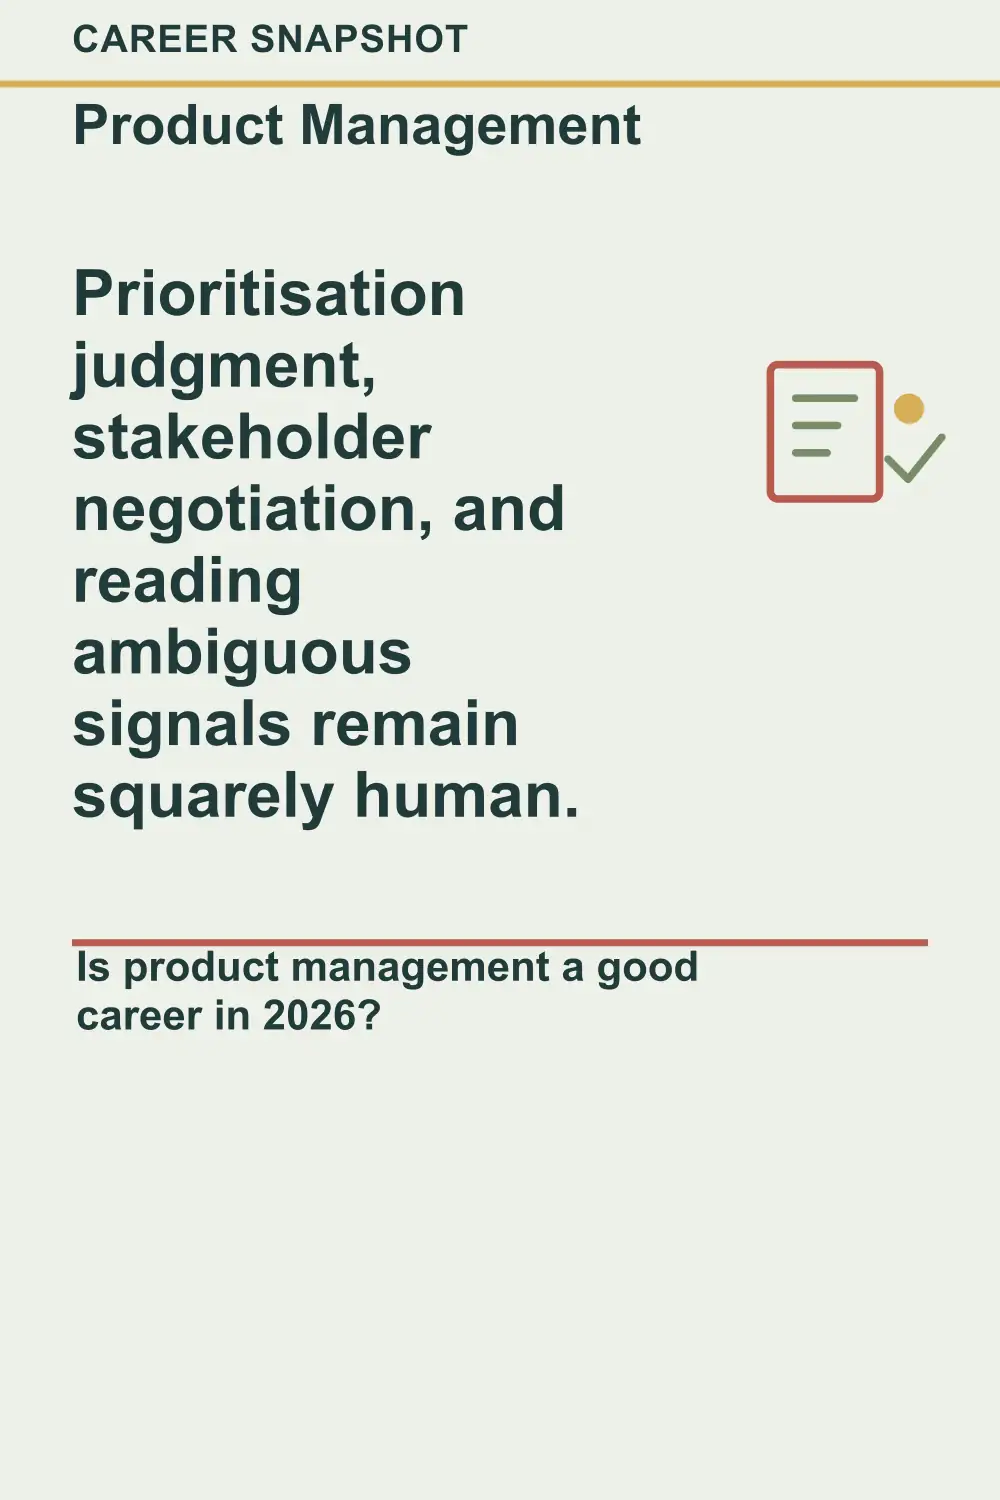 CAREER SNAPSHOT
Product Management
Prioritisation
judgment,
stakeholder
negotiation, and
reading
ambiguous
signals remain
squarely human.
Is product management a good
career in 2026?